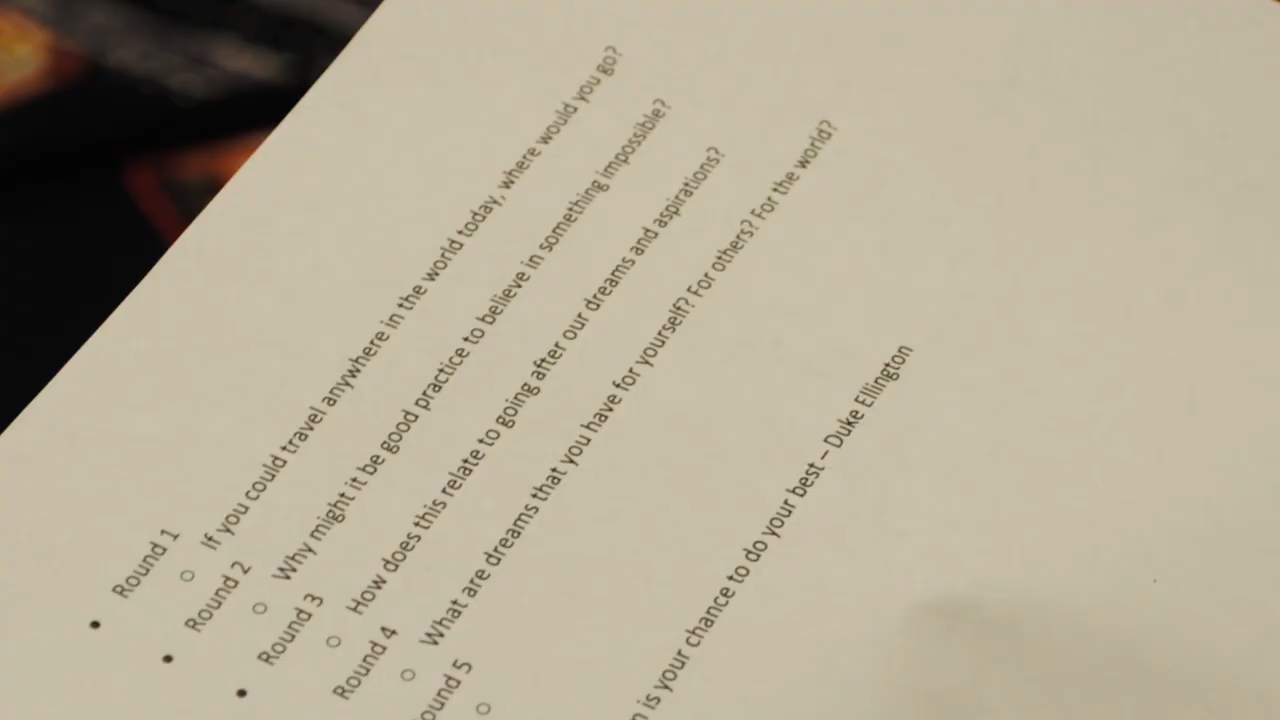 Round 1
If you could travel anywhere in the world today, where would you go?
Round 2
Why might it be good practice to believe in something impossible?
Round 3
How does this relate to going after our dreams and aspirations?
Round 4
What are dreams that you have for yourself? For others? For the world?
5
is your chance to do your best – Duke Ellington